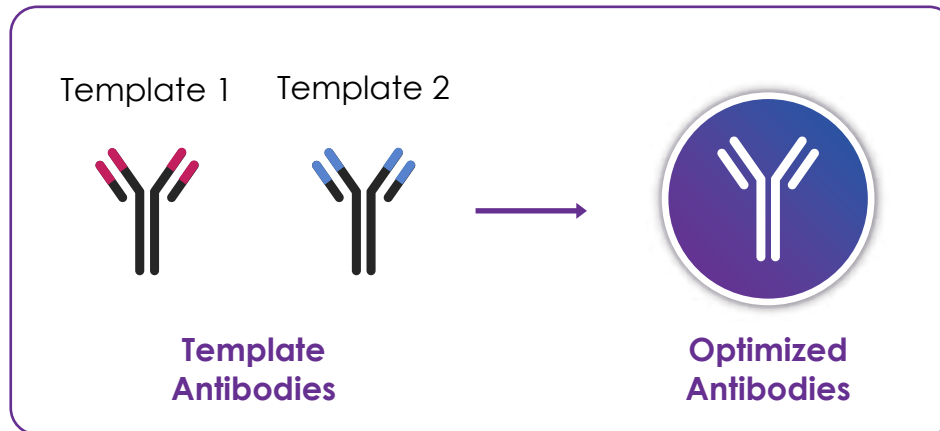 Template 1
Template 2
Template
Antibodies
Optimized
Antibodies